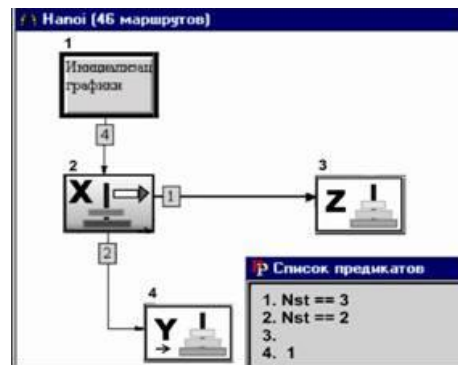 Hanoi (46 маршрутов)
1
Инициализац
графики
4
2
X
1
3
Z
2
4
Y
Список предикатов
1. Nst == 3
2. Nst == 2
3.
4. 1